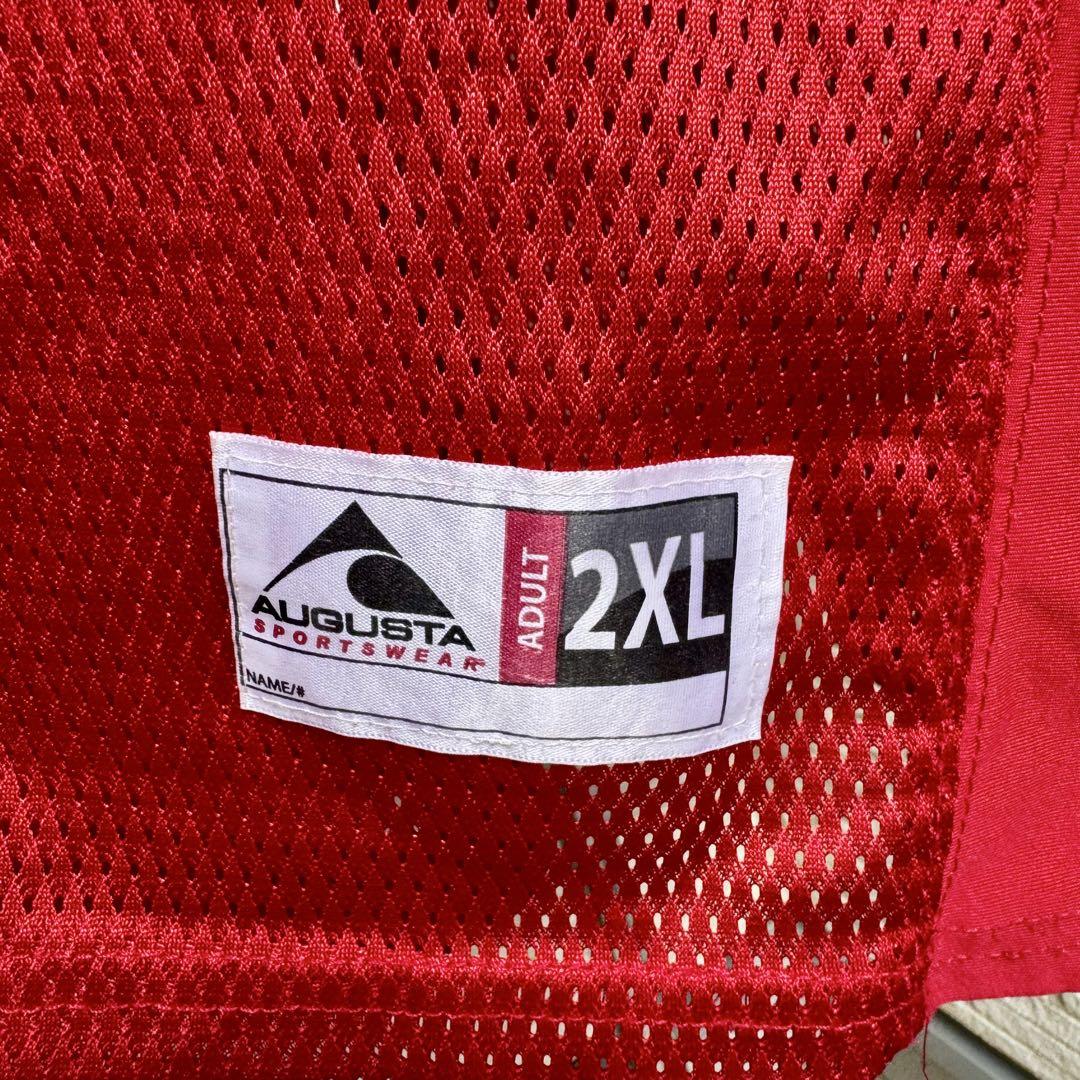 AUGUSTA
SPORTSWEAR
ADULT
2XL
NAME/#